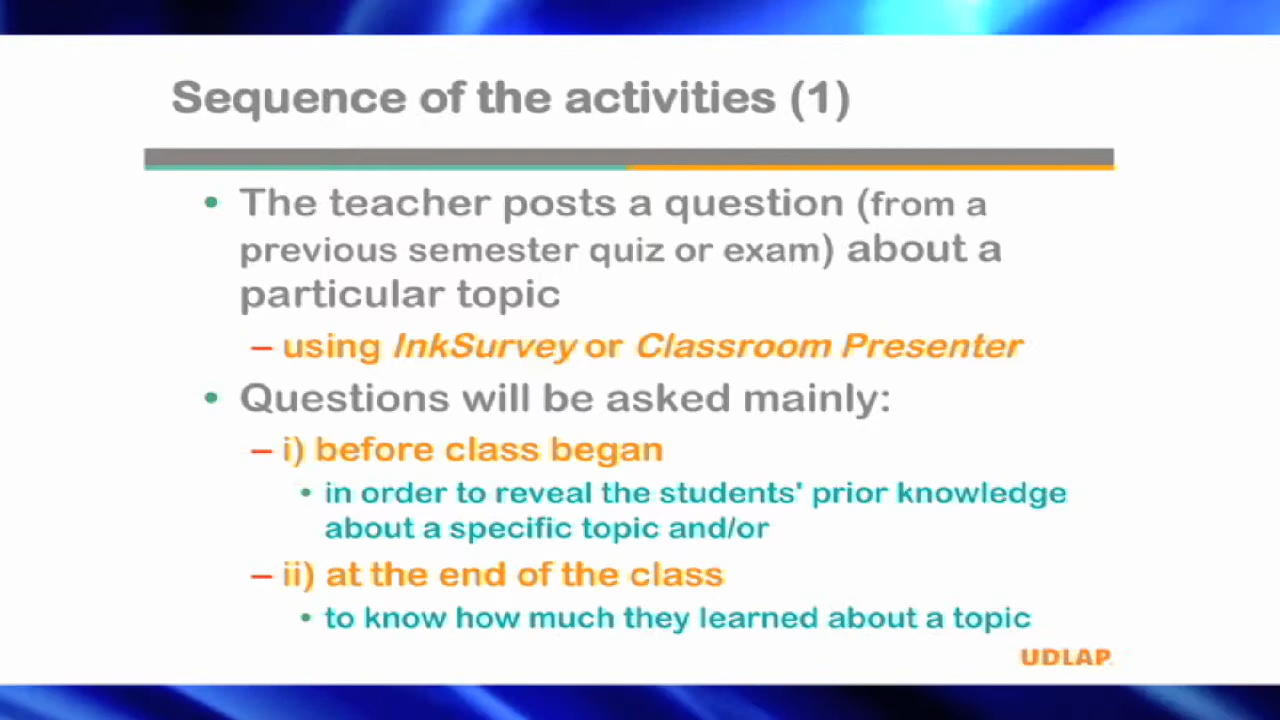 Sequence of the activities (1)
• The teacher posts a question (from a
previous semester quiz or exam) about a
particular topic
– using InkSurvey or Classroom Presenter
• Questions will be asked mainly:
– i) before class began
• in order to reveal the students' prior knowledge
about a specific topic and/or
– ii) at the end of the class
• to know how much they learned about a topic
UDLAP